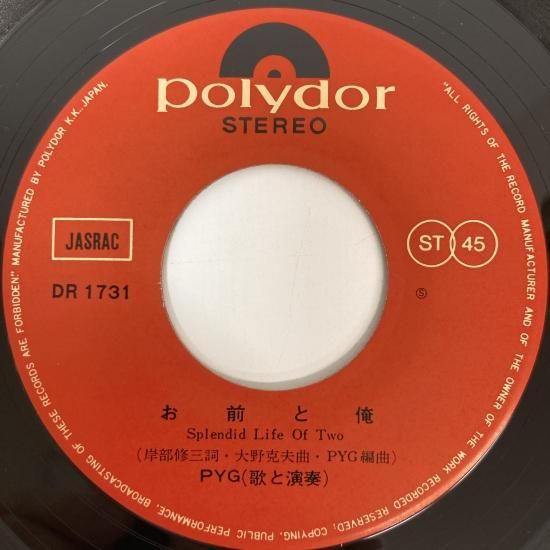 polydor
STEREO
JASRAC
DR 1731
ST 45
Ⓢ
お前と俺
Splendid Life Of Two
(岸部修三詞・大野克夫曲・PYG編曲)
PYG(歌と演奏)
"ALL RIGHTS OF THE RECORD MANUFACTURER AND OF THE OWNER OF THE WORK RECORDED RESERVED; COPYING, PUBLIC PERFORMANCE, BROADCASTING OF THESE RECORDS ARE FORBIDDEN" MANUFACTURED BY POLYDOR K.K., JAPAN.